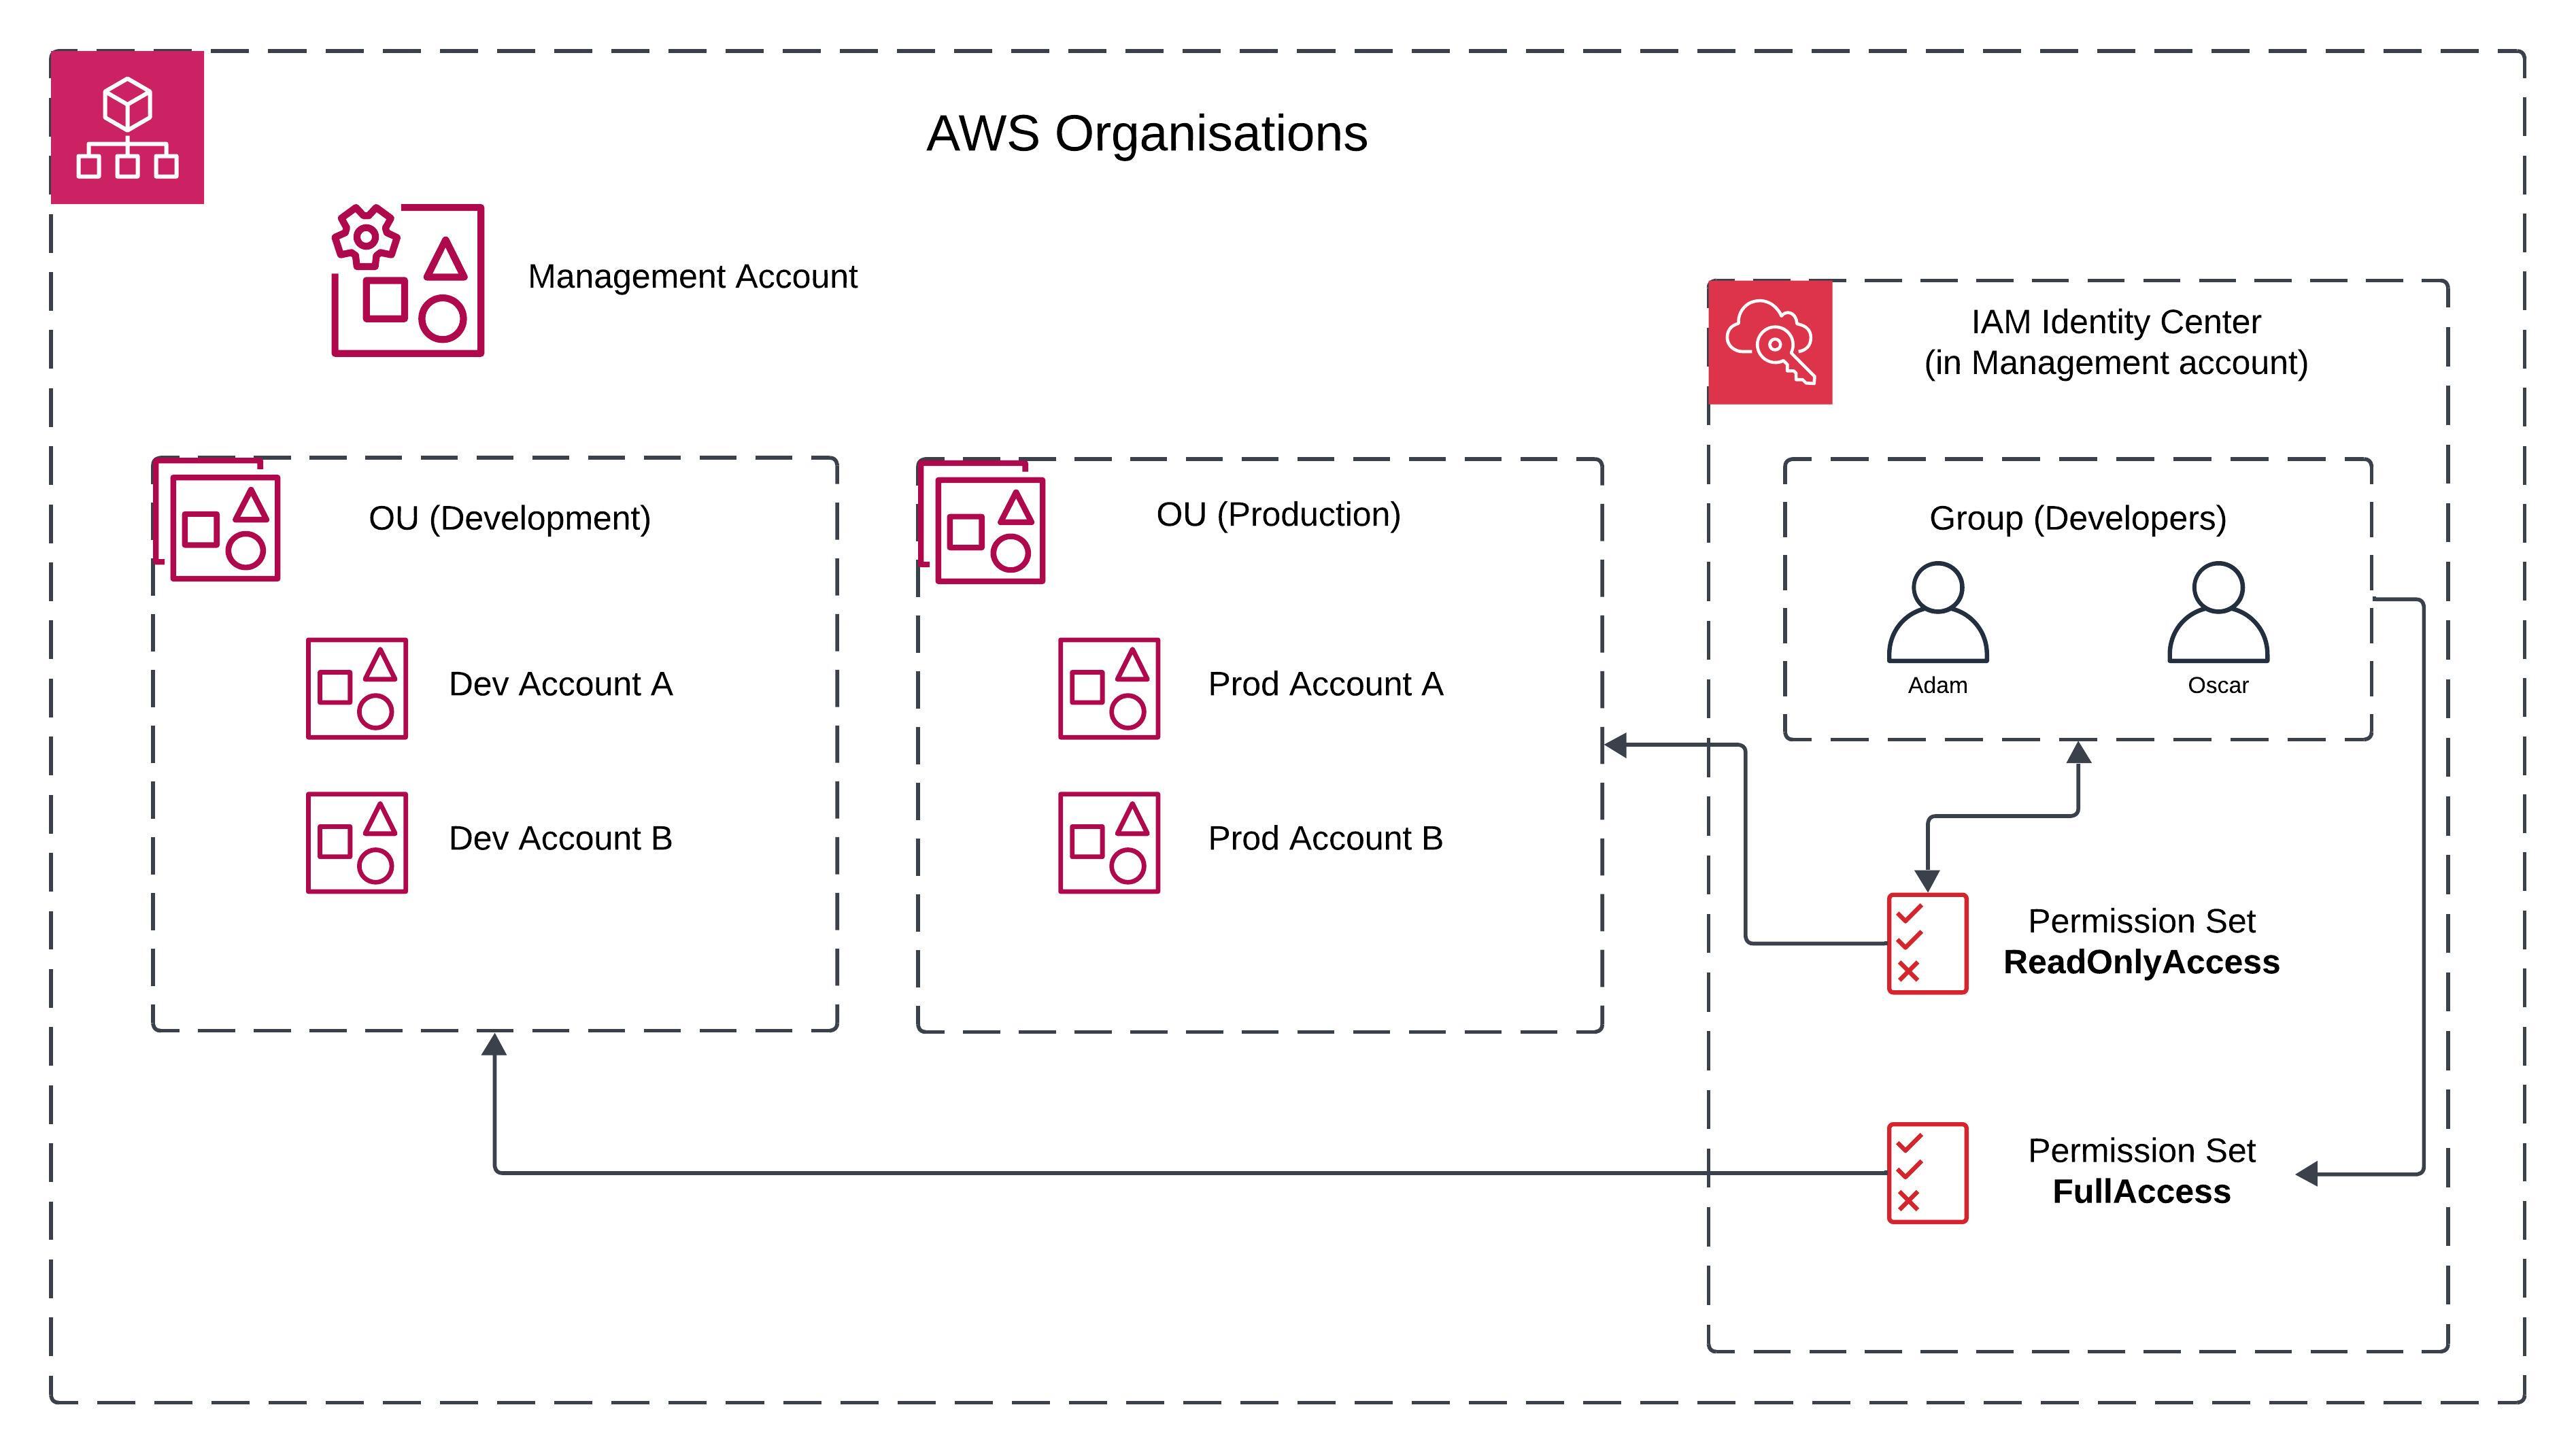 AWS Organisations
Management Account
IAM Identity Center
(in Management account)
OU (Development)
Dev Account A
Dev Account B
OU (Production)
Prod Account A
Prod Account B
Group (Developers)
Adam
Oscar
Permission Set
ReadOnlyAccess
Permission Set
FullAccess